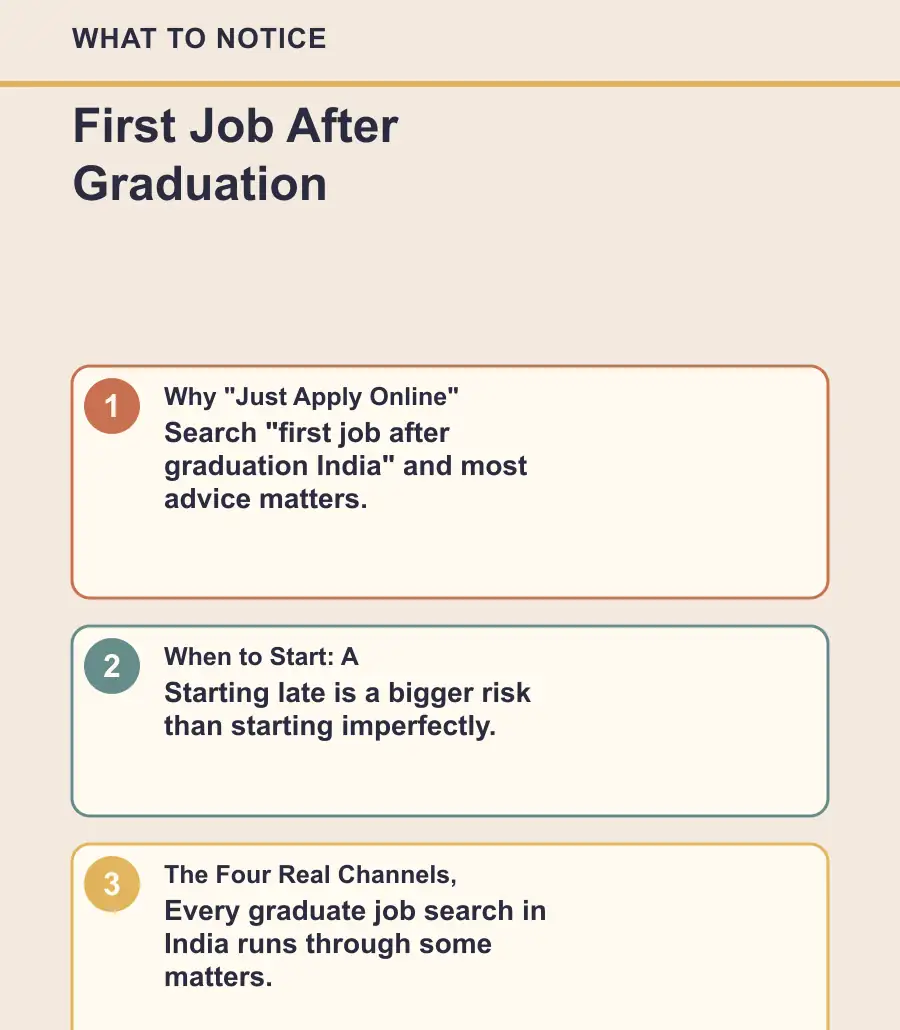 WHAT TO NOTICE
First Job After
Graduation
1
Why "Just Apply Online"
Search "first job after
graduation India" and most
advice matters.
2
When to Start: A
Starting late is a bigger risk
than starting imperfectly.
3
The Four Real Channels,
Every graduate job search in
India runs through some
matters.